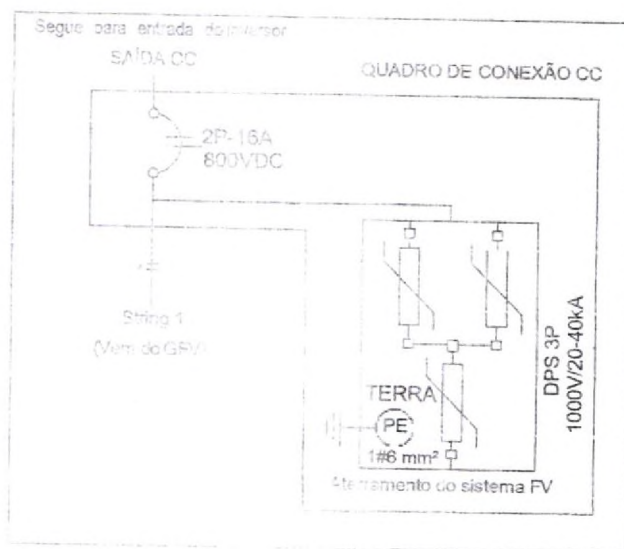 Segue para entrada do inversor
SAÍDA CC
QUADRO DE CONEXÃO CC
2P-16A
800VDC
String 1
(Vem do GFV)
DPS 3P
1000V/20-40kA
TERRA
PE
1#6 mm²
Aterramento do sistema FV